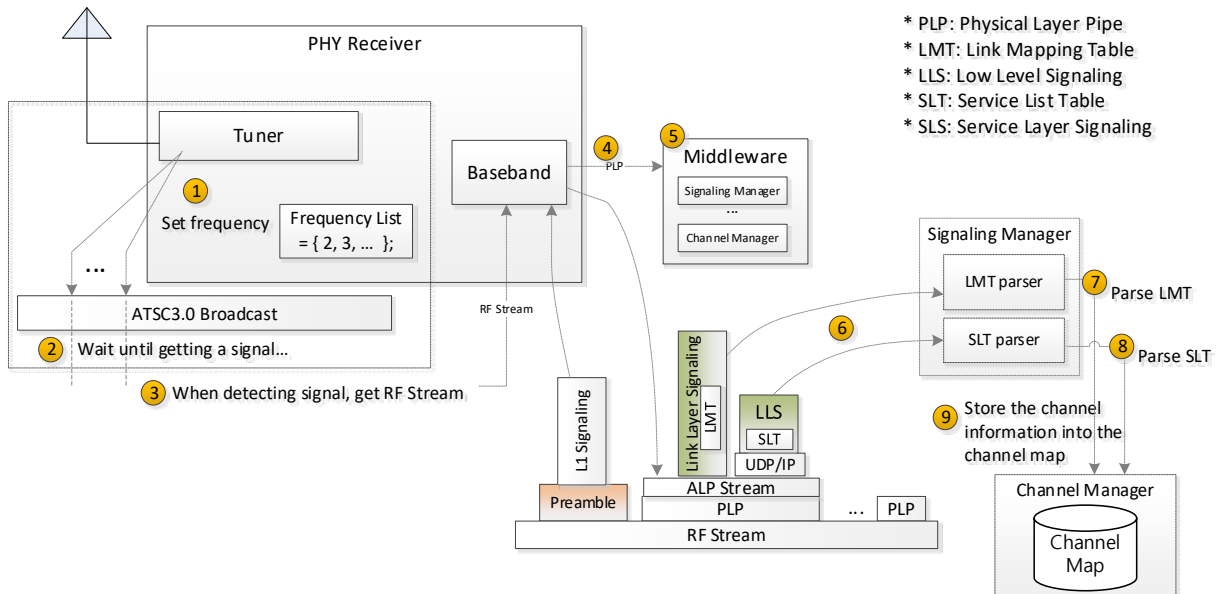 PHY Receiver
* PLP: Physical Layer Pipe
* LMT: Link Mapping Table
* LLS: Low Level Signaling
* SLT: Service List Table
* SLS: Service Layer Signaling
Tuner
1
Set frequency
Frequency List
= { 2, 3, ... };
Baseband
4
PLP
5
Middleware
Signaling Manager
...
Channel Manager
...
ATSC3.0 Broadcast
2
Wait until getting a signal...
3
When detecting signal, get RF Stream
RF Stream
Signaling Manager
LMT parser
SLT parser
6
7
Parse LMT
8
Parse SLT
L1 Signaling
Preamble
Link Layer Signaling
LMT
LLS
SLT
UDP/IP
ALP Stream
PLP
...
PLP
RF Stream
9
Store the channel
information into the
channel map
Channel Manager
Channel
Map